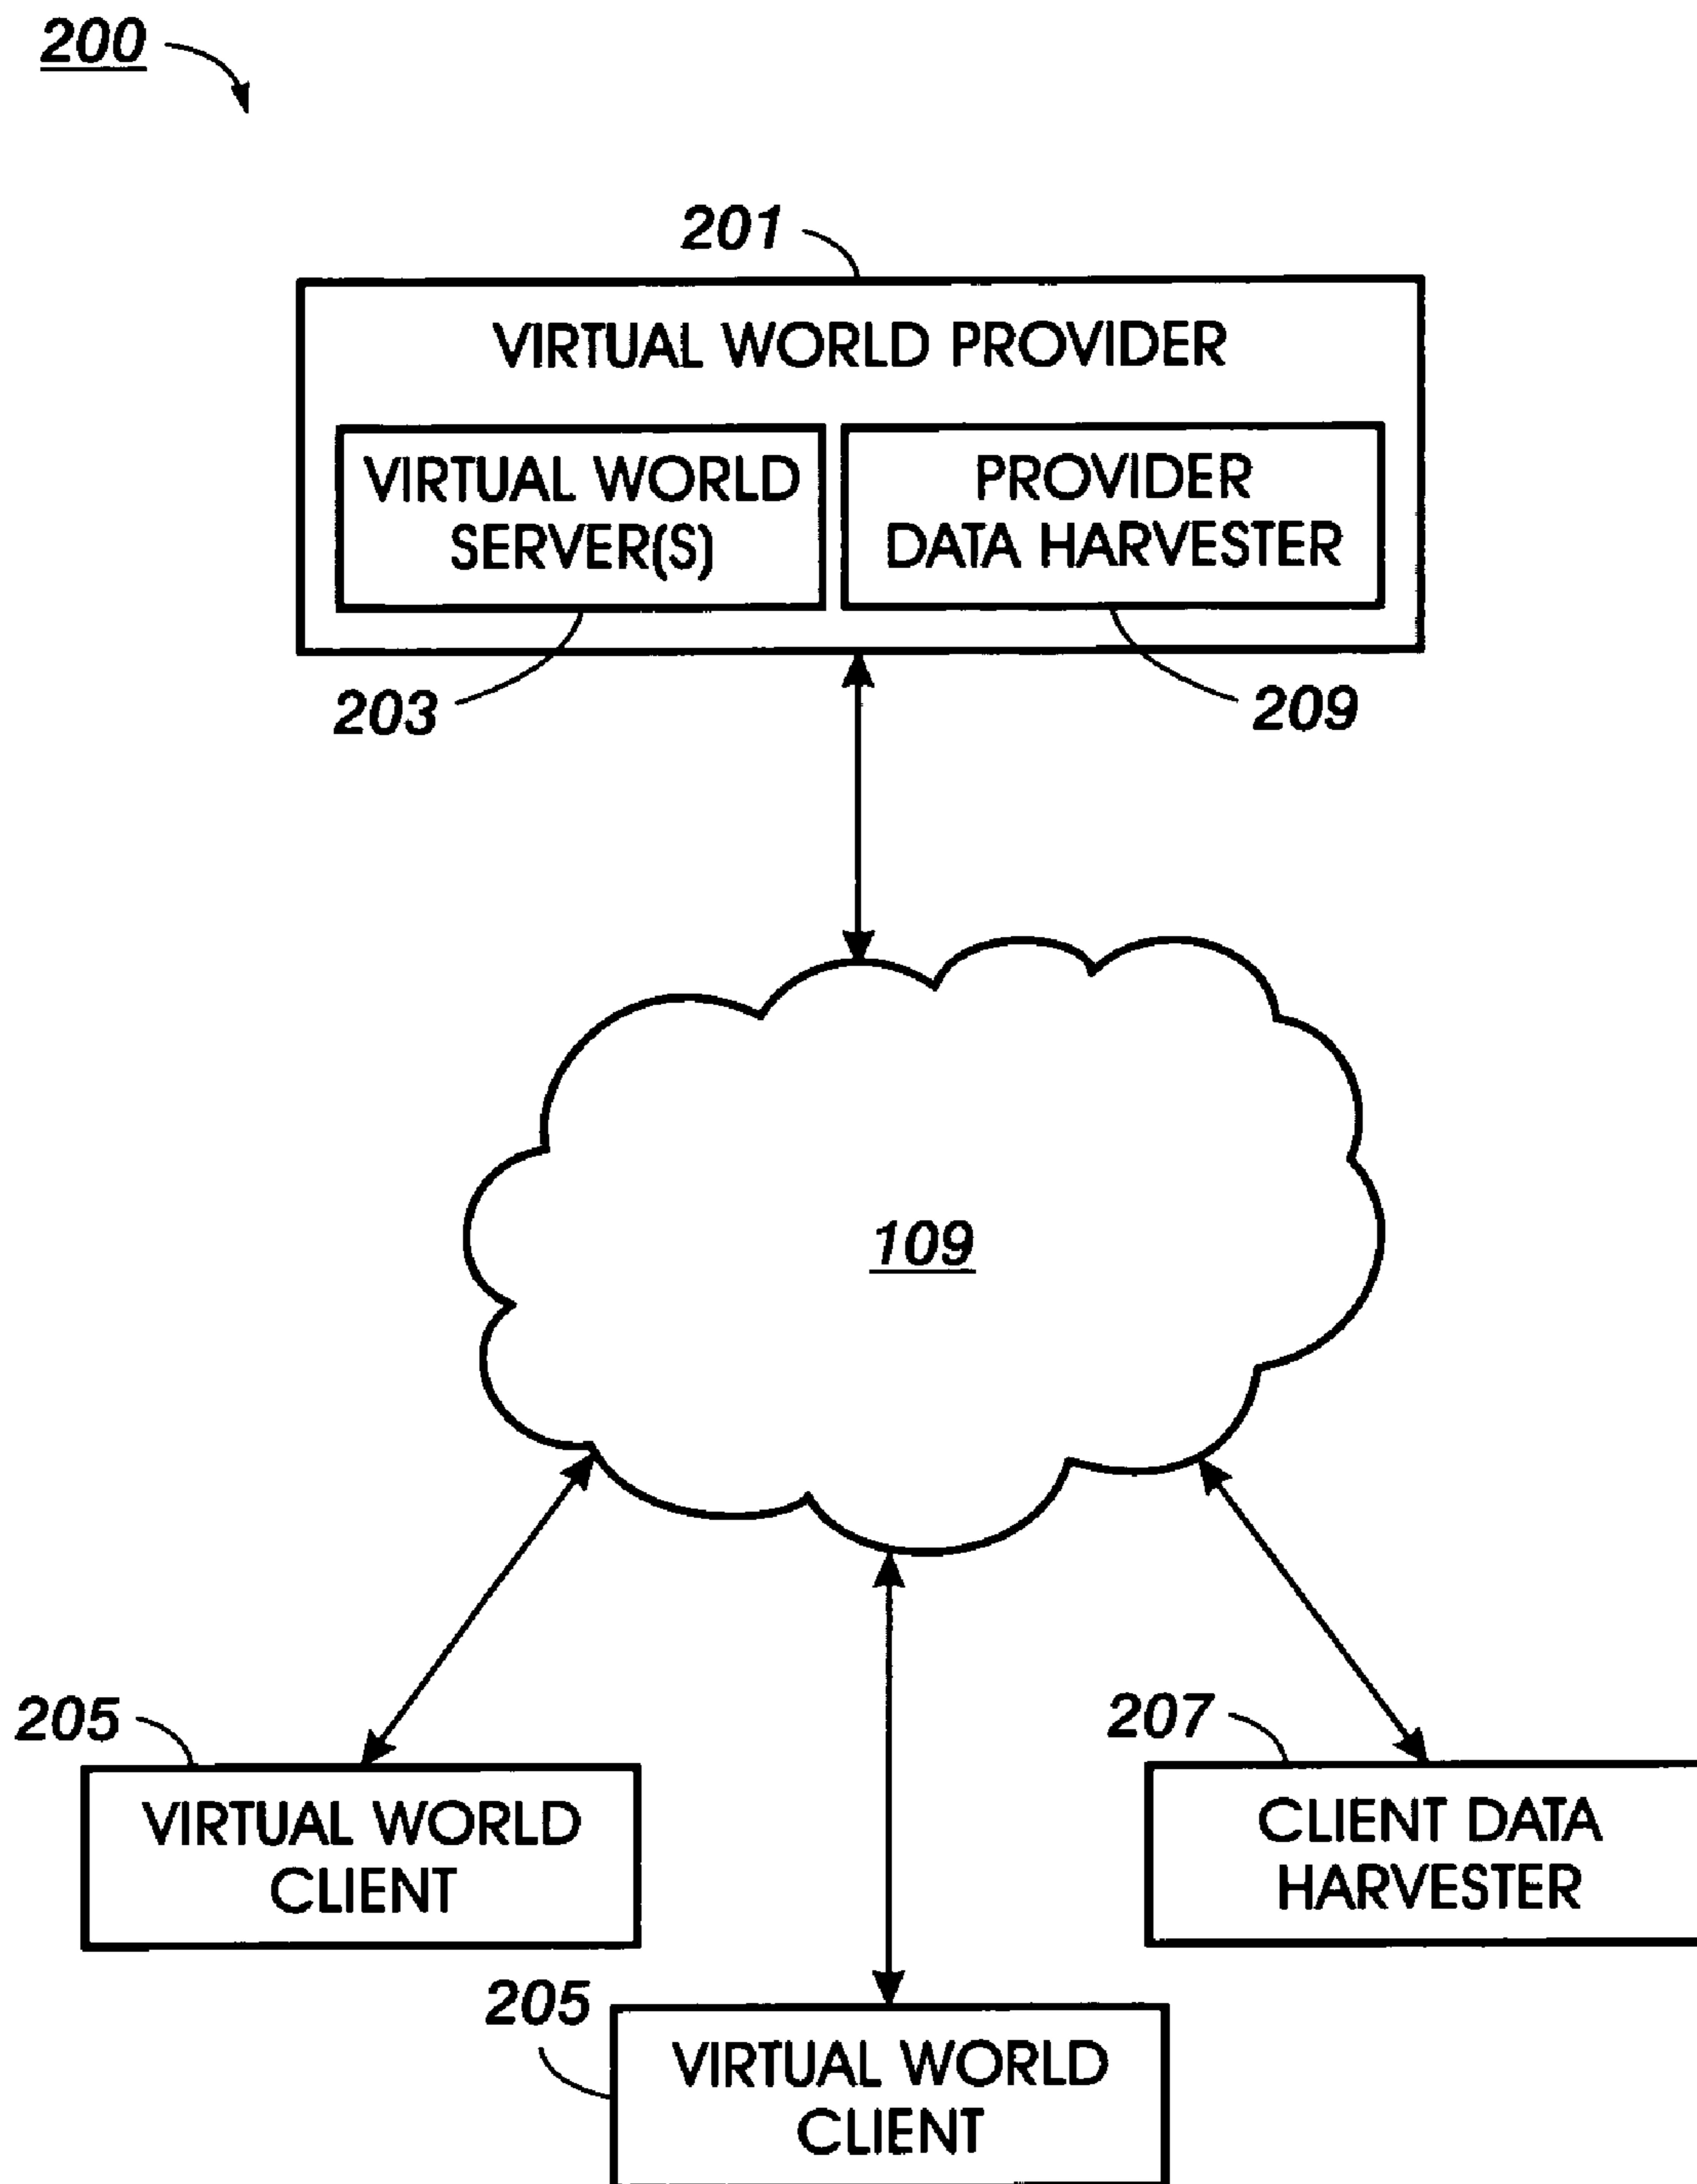 200
201
VIRTUAL WORLD PROVIDER
VIRTUAL WORLD
SERVER(S)
PROVIDER
DATA HARVESTER
203
209
109
205
VIRTUAL WORLD
CLIENT
207
CLIENT DATA
HARVESTER
205
VIRTUAL WORLD
CLIENT